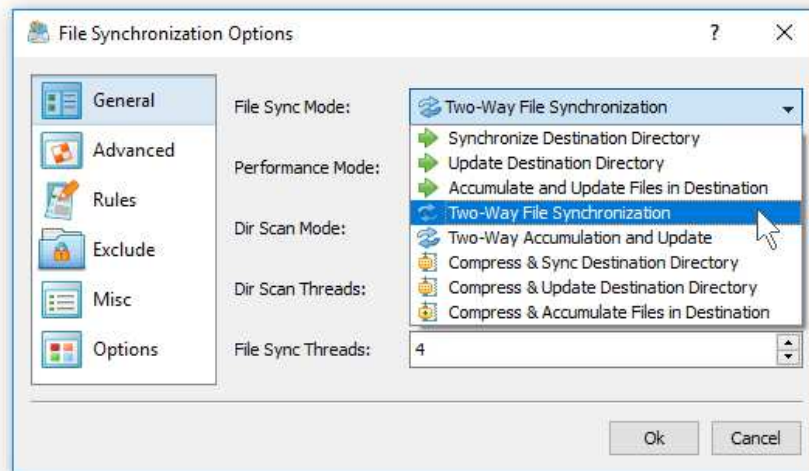 File Synchronization Options
General
Advanced
Rules
Exclude
Misc
Options
File Sync Mode:
Two-Way File Synchronization
Synchronize Destination Directory
Update Destination Directory
Accumulate and Update Files in Destination
Two-Way File Synchronization
Two-Way Accumulation and Update
Compress & Sync Destination Directory
Compress & Update Destination Directory
Compress & Accumulate Files in Destination
Performance Mode:
Dir Scan Mode:
Dir Scan Threads:
File Sync Threads:
4
Ok
Cancel